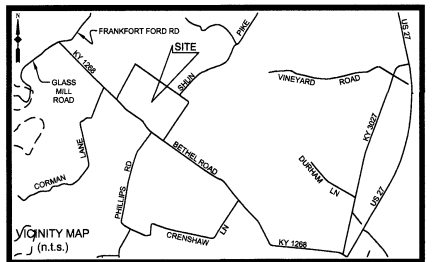 N
FRANKFORT FORD RD
SITE
PIKE
SHUN
US 27
KY 1268
GLASS
MILL
ROAD
VINEYARD ROAD
KY 3027
LANE
CORMAN
BETHEL ROAD
PHILLIPS RD
DURHAM
LN
US 27
CRENSHAW
LN
KY 1268
VICINITY MAP
(n.t.s.)